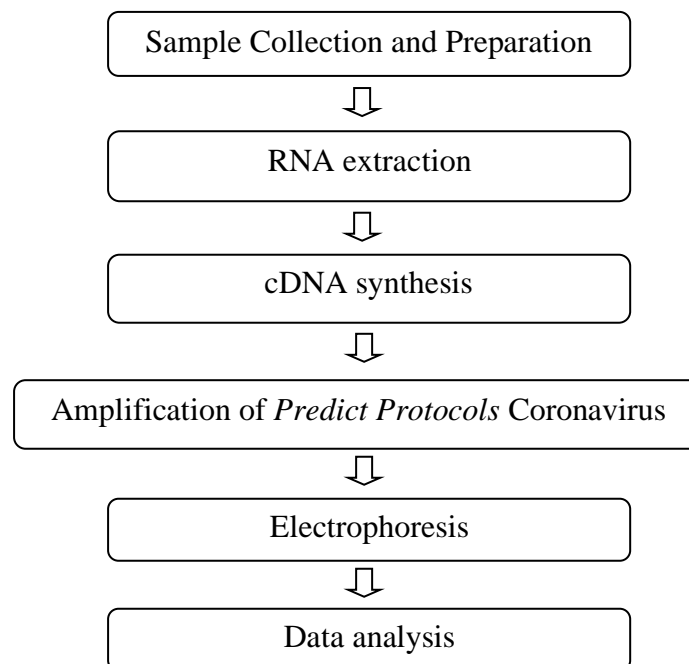 Sample Collection and Preparation
RNA extraction
cDNA synthesis
Amplification of Predict Protocols Coronavirus
Electrophoresis
Data analysis